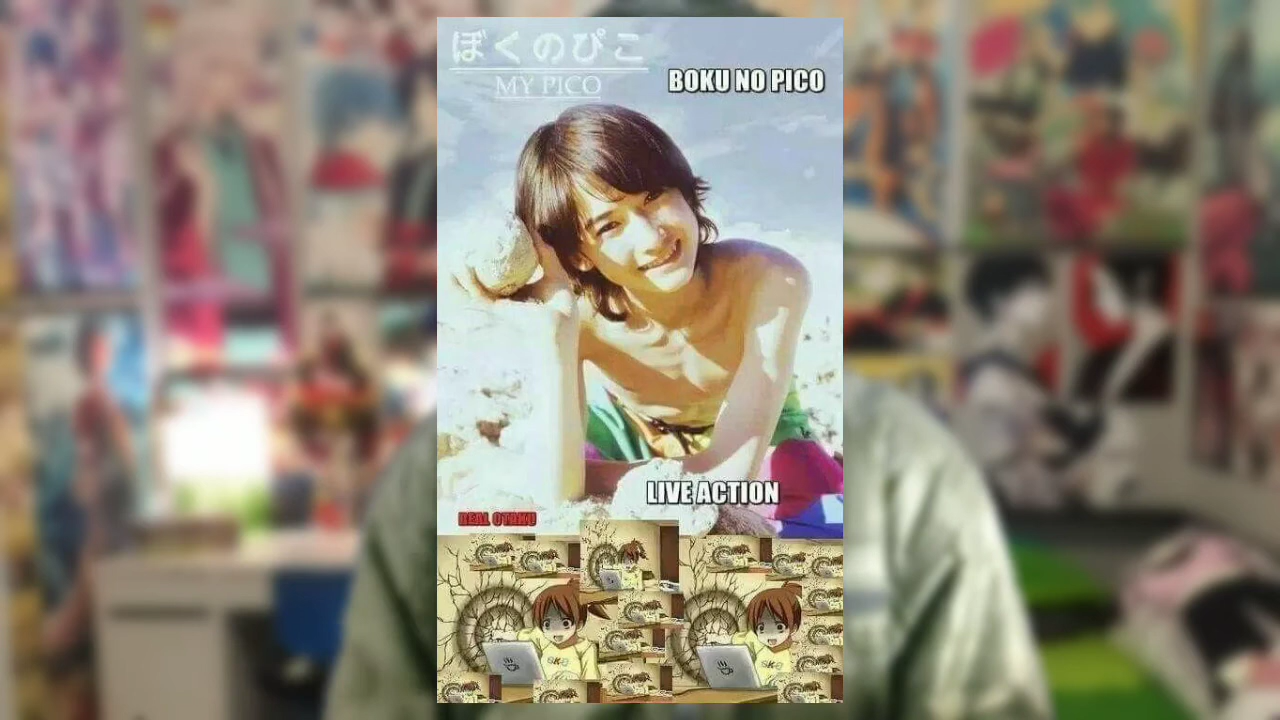 ぼくのぴこ
MY PICO
BOKU NO PICO
LIVE ACTION
REAL OTAKU